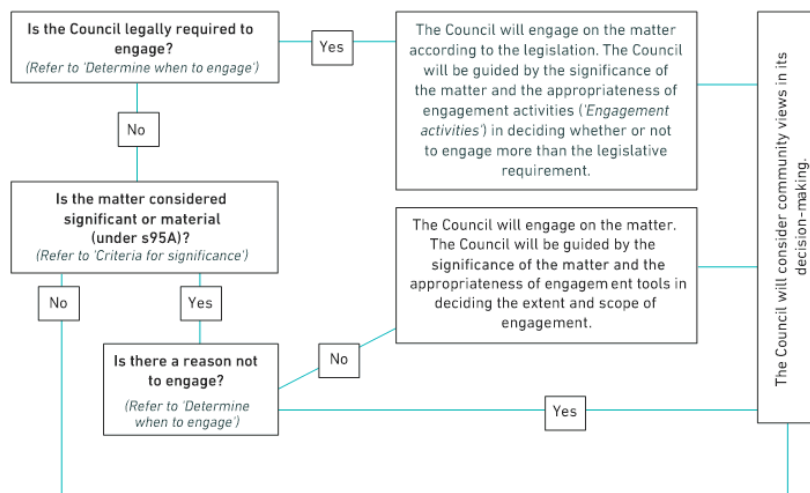 Is the Council legally required to
engage?
(Refer to 'Determine when to engage')
Yes
The Council will engage on the matter
according to the legislation. The Council
will be guided by the significance of
the matter and the appropriateness of
engagement activities ('Engagement
activities') in deciding whether or not
to engage more than the legislative
requirement.
No
Is the matter considered
significant or material
(under s95A)?
(Refer to 'Criteria for significance')
The Council will engage on the matter.
The Council will be guided by the
significance of the matter and the
appropriateness of engagement tools in
deciding the extent and scope of
engagement.
No
Yes
Is there a reason not
to engage?
(Refer to 'Determine
when to engage')
No
Yes
The Council will consider community views in its
decision-making.